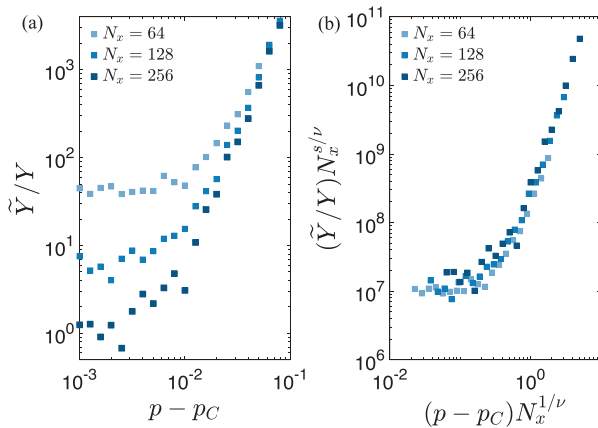 (a)
N_x = 64
N_x = 128
N_x = 256
10^3
10^2
10^1
10^0
Ỹ/Y
10^-3
10^-2
10^-1
p − p_C
(b)
N_x = 64
N_x = 128
N_x = 256
10^11
10^10
10^9
10^8
10^7
10^6
(Ỹ/Y)N_x^{s/ν}
10^-2
10^0
(p − p_C)N_x^{1/ν}